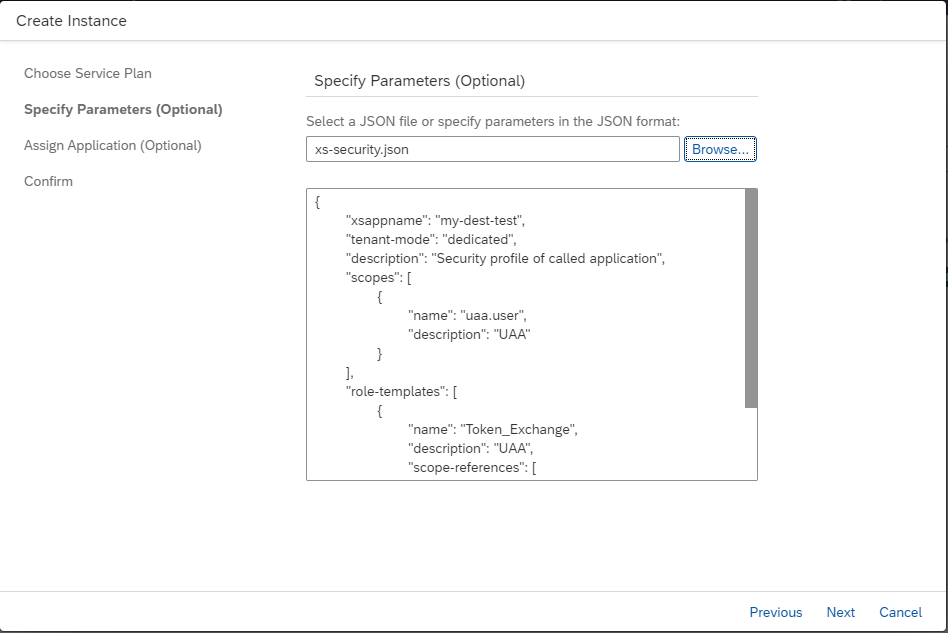 Create Instance
Choose Service Plan
Specify Parameters (Optional)
Assign Application (Optional)
Confirm
Specify Parameters (Optional)
Select a JSON file or specify parameters in the JSON format:
xs-security.json
Browse...
{
"xsappname": "my-dest-test",
"tenant-mode": "dedicated",
"description": "Security profile of called application",
"scopes": [
{
"name": "uaa.user",
"description": "UAA"
}
],
"role-templates": [
{
"name": "Token_Exchange",
"description": "UAA",
"scope-references": [
Previous
Next
Cancel